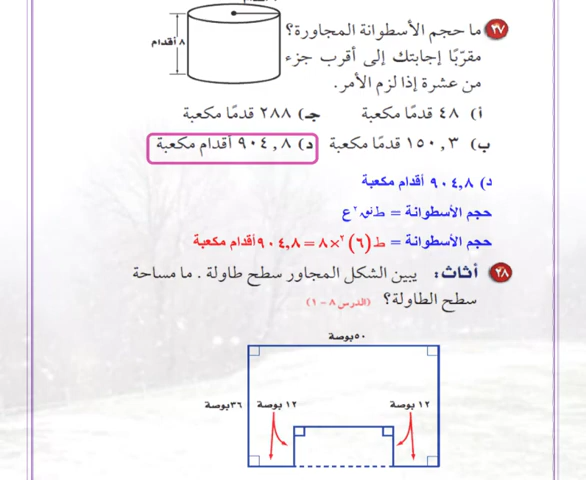 ٨ أقدام
٣٧ ما حجم الأسطوانة المجاورة؟
مقرّبًا إجابتك إلى أقرب جزء
من عشرة إذا لزم الأمر.
أ) ٤٨ قدمًا مكعبة جـ) ٢٨٨ قدمًا مكعبة
ب) ١٥٠,٣ قدمًا مكعبة د) ٩٠٤,٨ أقدام مكعبة
د) ٩٠٤,٨ أقدام مكعبة
حجم الأسطوانة = ط نق٢ ع
حجم الأسطوانة = ط (٦)٢ ×٨ = ٩٠٤,٨ أقدام مكعبة
٣٨ أثاث: يبين الشكل المجاور سطح طاولة . ما مساحة
سطح الطاولة؟ (الدرس ٨ – ١)
٥٠ بوصة
١٢ بوصة ١٢ بوصة ٣٦ بوصة